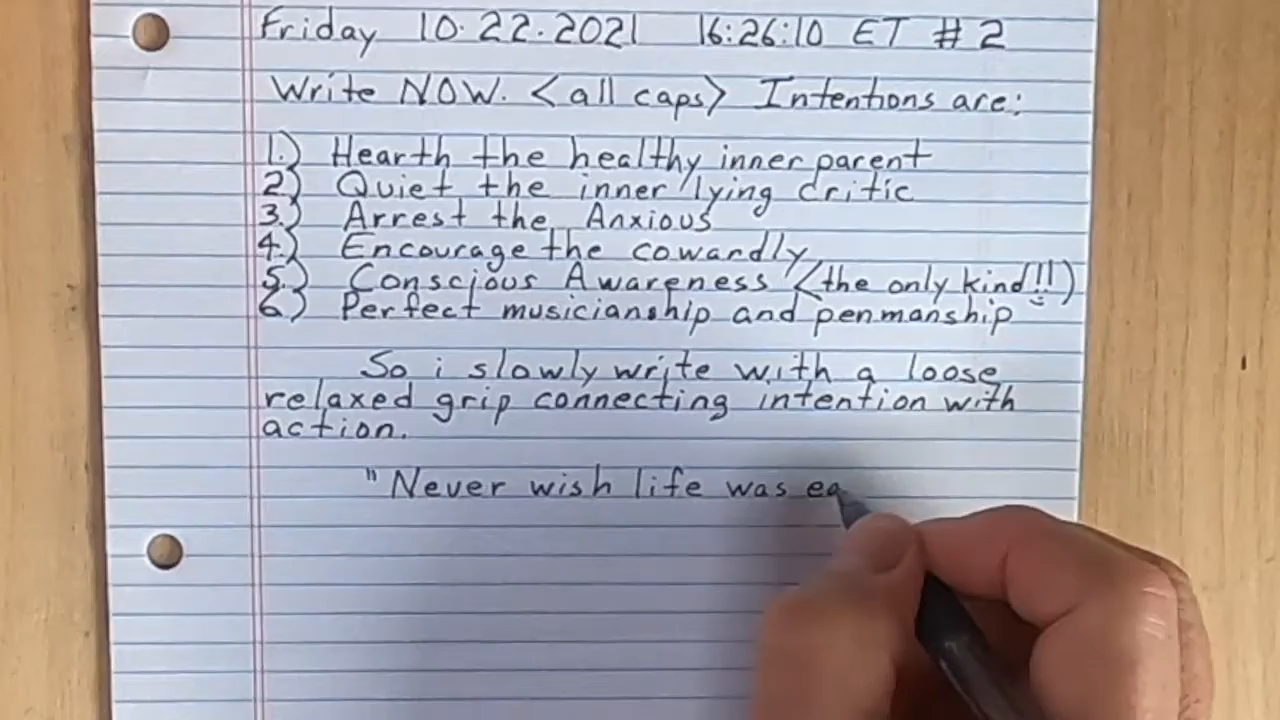 Friday 10.22.2021 16:26:10 ET #2
Write NOW. <all caps> Intentions are:
1.) Hearth the healthy inner parent
2) Quiet the inner lying critic
3.) Arrest the Anxious
4.) Encourage the cowardly
5.) Conscious Awareness <the only kind!!)
6) Perfect musicianship and penmanship
So i slowly write with a loose
relaxed grip connecting intention with
action.
"Never wish life was ea